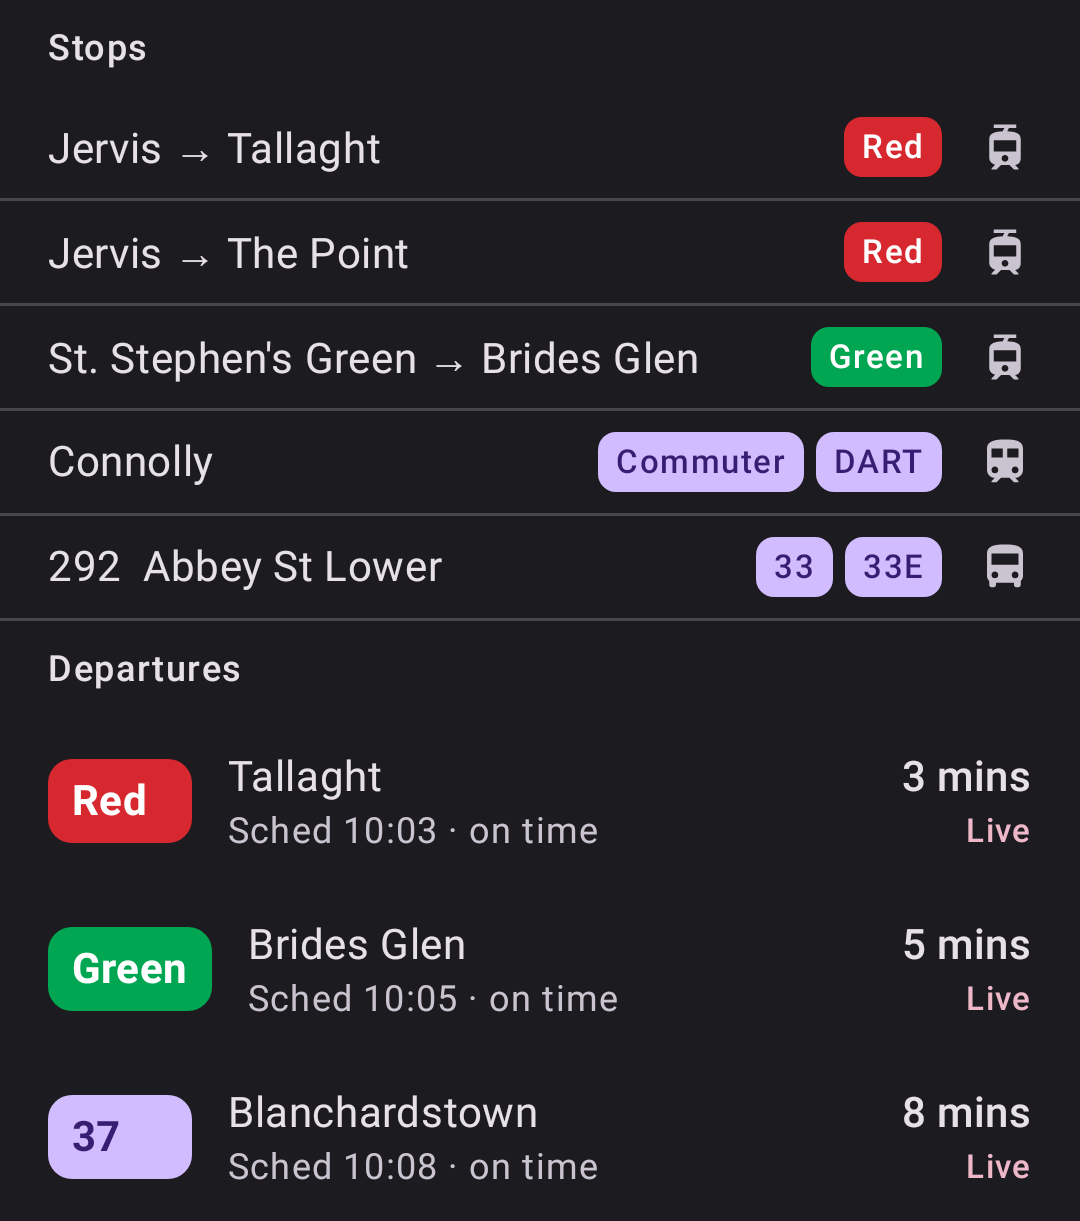 Stops
Jervis → Tallaght Red
Jervis → The Point Red
St. Stephen's Green → Brides Glen Green
Connolly Commuter DART
292 Abbey St Lower 33 33E
Departures
Red Tallaght 3 mins
Sched 10:03 · on time Live
Green Brides Glen 5 mins
Sched 10:05 · on time Live
37 Blanchardstown 8 mins
Sched 10:08 · on time Live